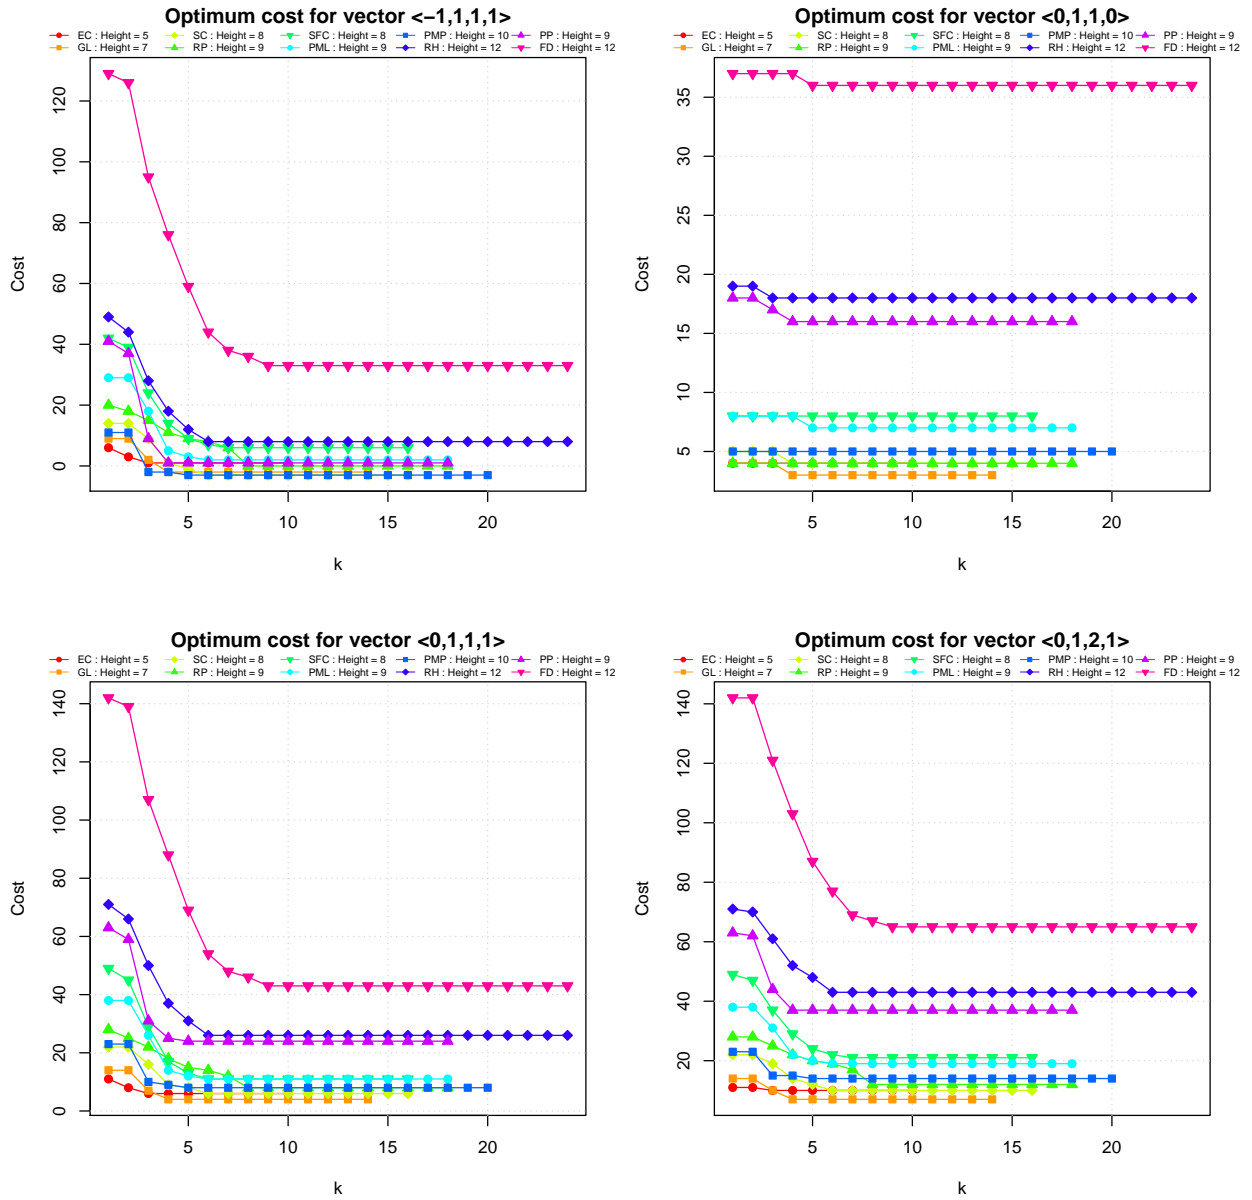 Optimum cost for vector <−1,1,1,1>
EC : Height = 5
SC : Height = 8
SFC : Height = 8
PMP : Height = 10
PP : Height = 9
GL : Height = 7
RP : Height = 9
PML : Height = 9
RH : Height = 12
FD : Height = 12
120
100
80
60
40
20
0
Cost
5
10
15
20
k
Optimum cost for vector <0,1,1,0>
EC : Height = 5
SC : Height = 8
SFC : Height = 8
PMP : Height = 10
PP : Height = 9
GL : Height = 7
RP : Height = 9
PML : Height = 9
RH : Height = 12
FD : Height = 12
35
30
25
20
15
10
5
Cost
5
10
15
20
k
Optimum cost for vector <0,1,1,1>
EC : Height = 5
SC : Height = 8
SFC : Height = 8
PMP : Height = 10
PP : Height = 9
GL : Height = 7
RP : Height = 9
PML : Height = 9
RH : Height = 12
FD : Height = 12
140
120
100
80
60
40
20
0
Cost
5
10
15
20
k
Optimum cost for vector <0,1,2,1>
EC : Height = 5
SC : Height = 8
SFC : Height = 8
PMP : Height = 10
PP : Height = 9
GL : Height = 7
RP : Height = 9
PML : Height = 9
RH : Height = 12
FD : Height = 12
140
120
100
80
60
40
20
Cost
5
10
15
20
k